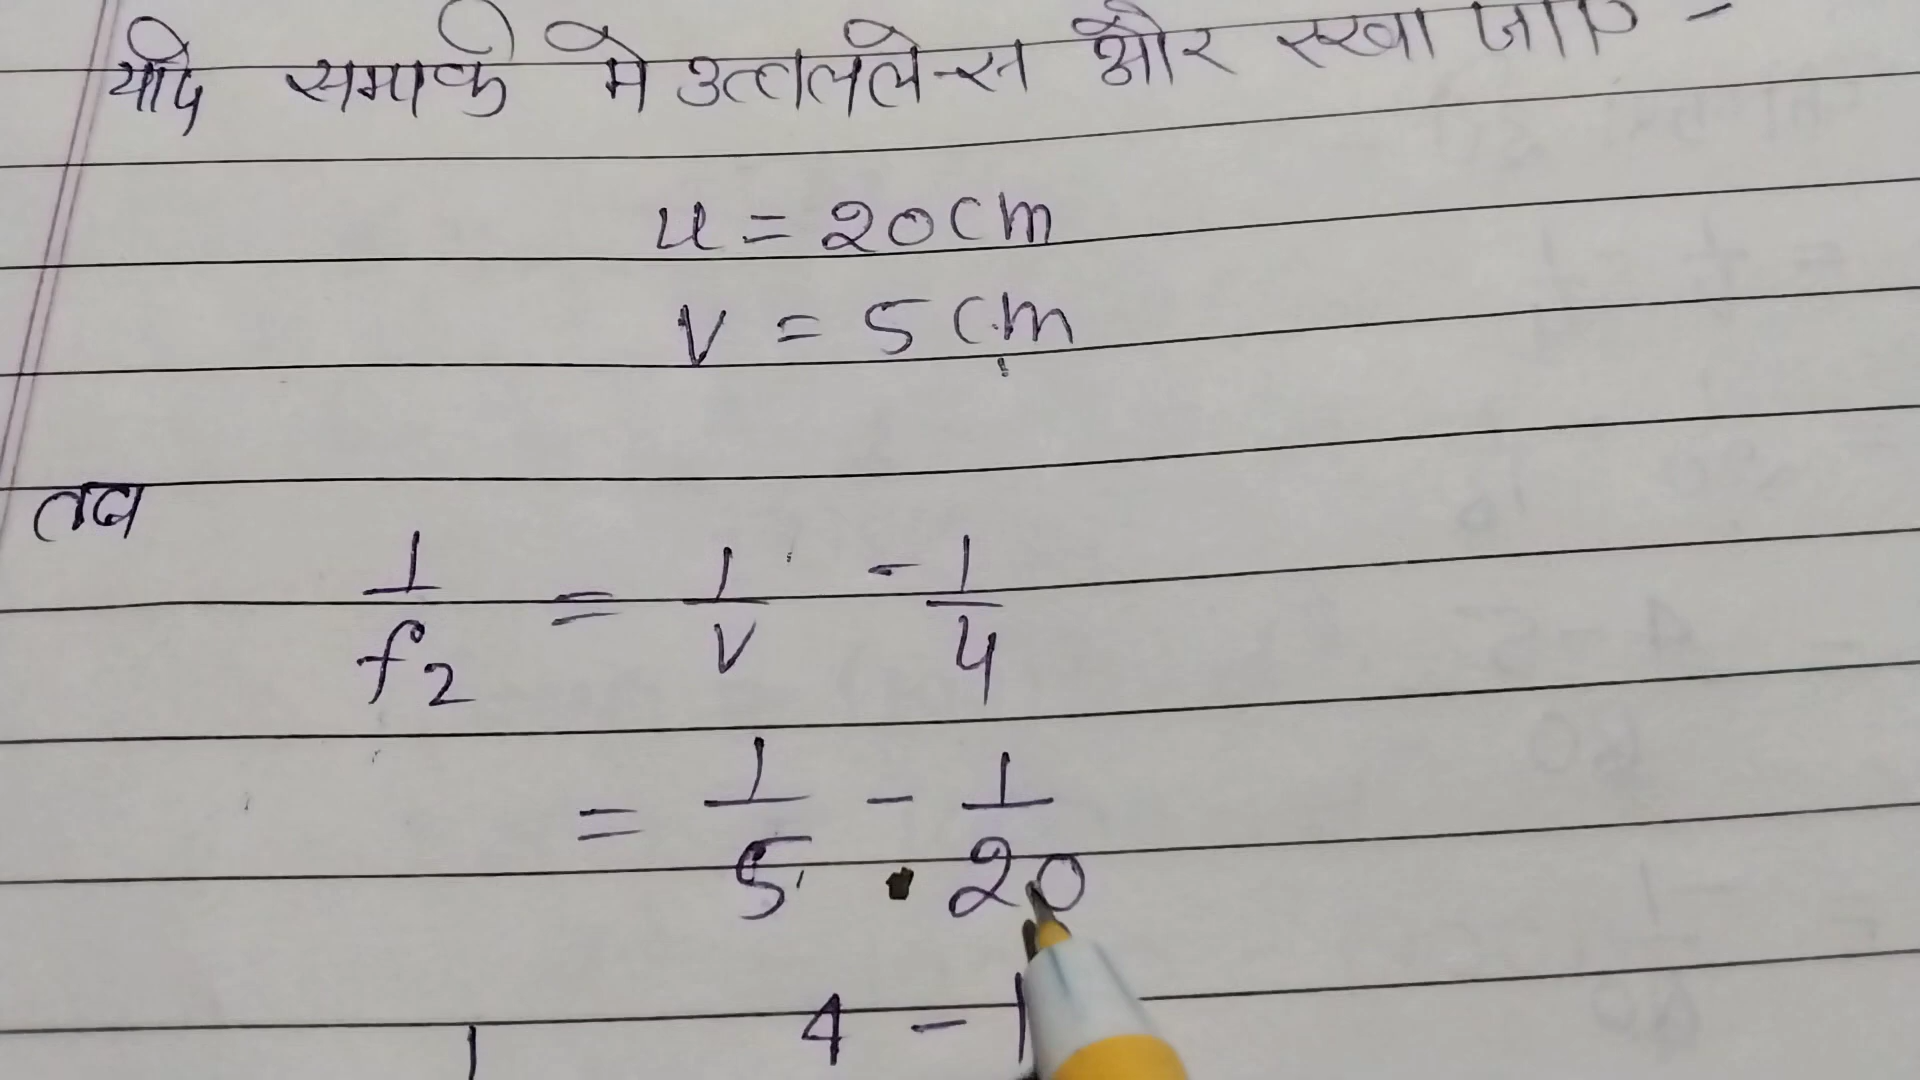 यदि सम्पर्क मे उत्तललेन्स और रखा जाए -
u = 20 cm
v = 5 cm
तब
1/f₂ = 1/v - 1/u
= 1/5 - 1/20
4 - 1